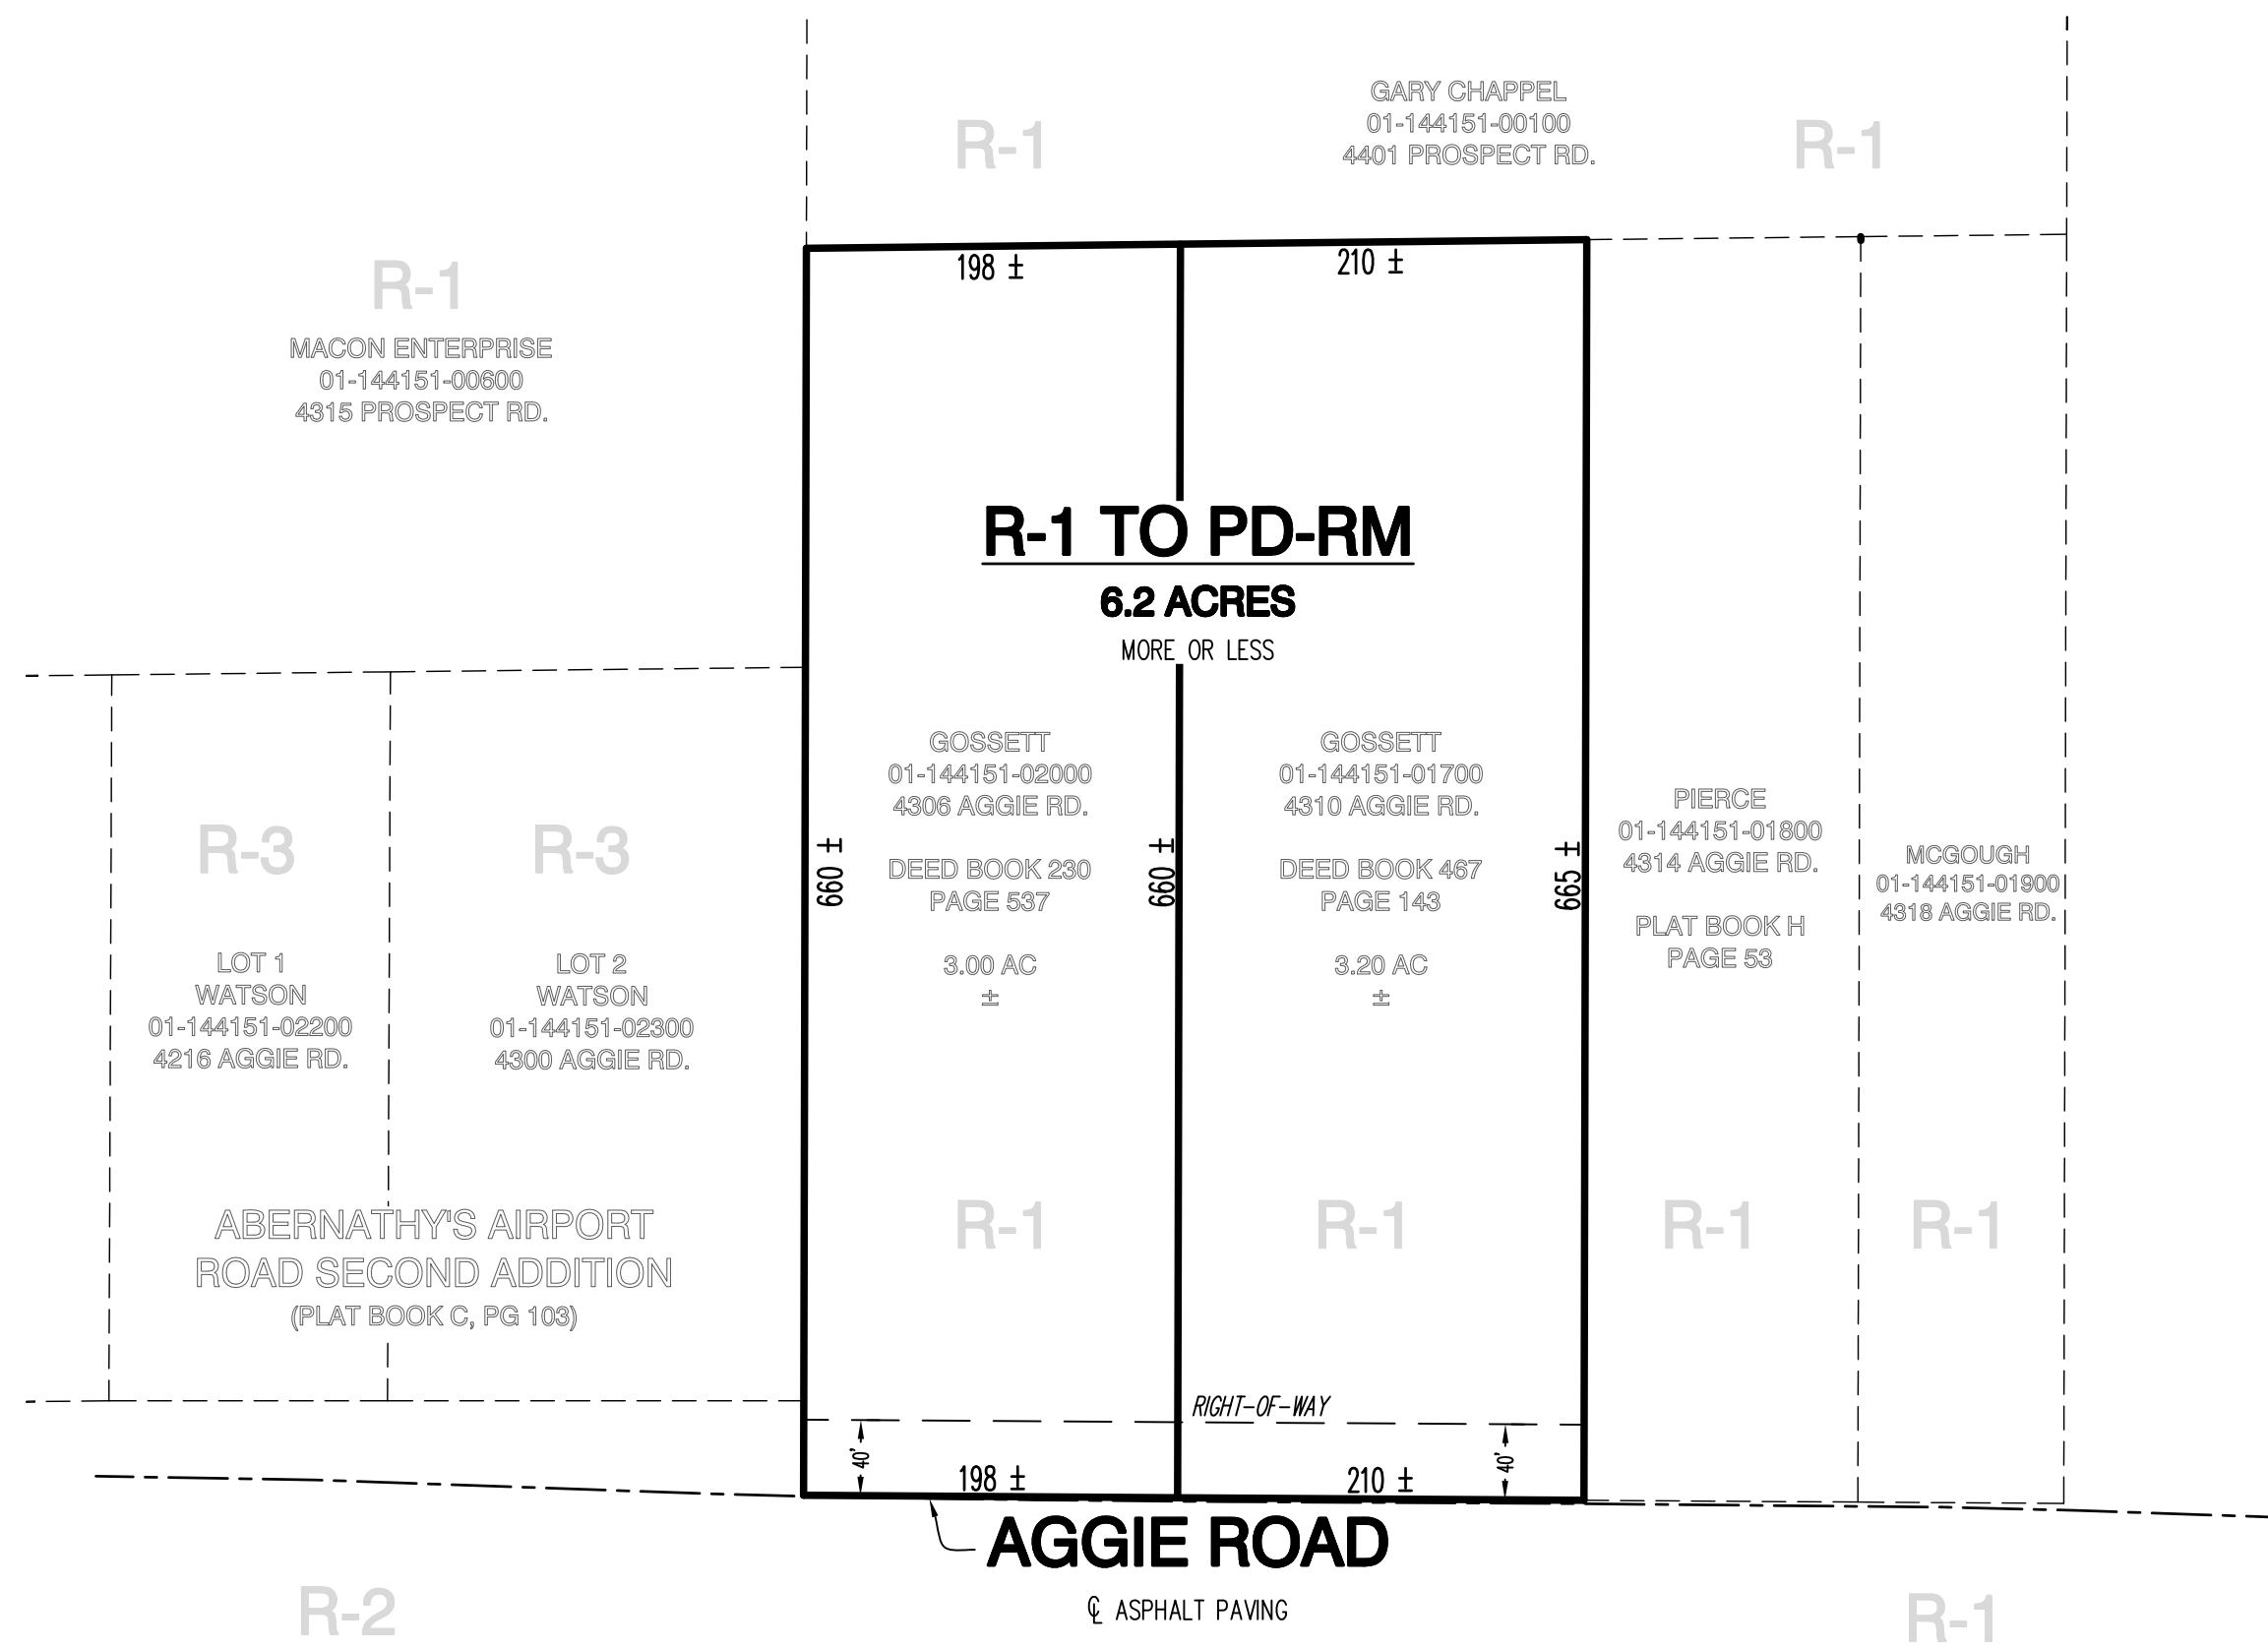 GARY CHAPPEL
01-144151-00100
4401 PROSPECT RD.
R-1
R-1
198 ±
210 ±
R-1
MACON ENTERPRISE
01-144151-00600
4315 PROSPECT RD.
R-1 TO PD-RM
6.2 ACRES
MORE OR LESS
R-3
LOT 1
WATSON
01-144151-02200
4216 AGGIE RD.
R-3
LOT 2
WATSON
01-144151-02300
4300 AGGIE RD.
ABERNATHY'S AIRPORT
ROAD SECOND ADDITION
(PLAT BOOK C, PG 103)
660 ±
GOSSETT
01-144151-02000
4306 AGGIE RD.
DEED BOOK 230
PAGE 537
3.00 AC
±
660 ±
GOSSETT
01-144151-01700
4310 AGGIE RD.
DEED BOOK 467
PAGE 143
3.20 AC
±
665 ±
PIERCE
01-144151-01800
4314 AGGIE RD.
PLAT BOOK H
PAGE 53
MCGOUGH
01-144151-01900
4318 AGGIE RD.
R-1
R-1
R-1
R-1
RIGHT-OF-WAY
40'
40'
198 ±
210 ±
AGGIE ROAD
℄ ASPHALT PAVING
R-2
R-1